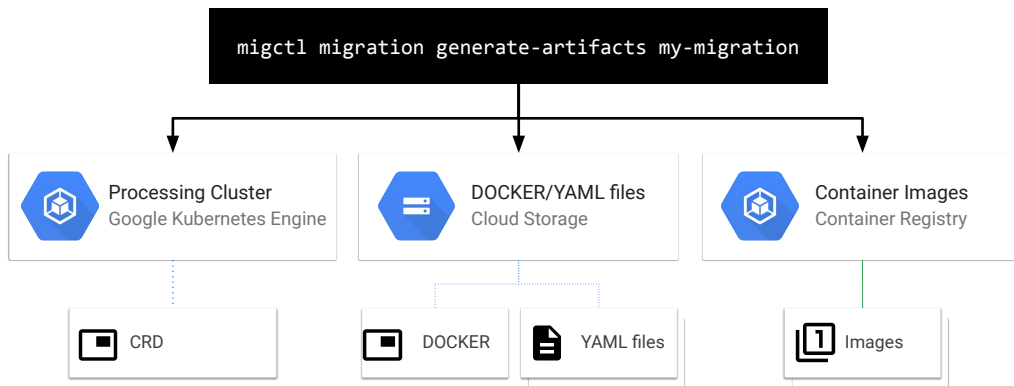 migctl migration generate-artifacts my-migration
Processing Cluster
Google Kubernetes Engine
DOCKER/YAML files
Cloud Storage
Container Images
Container Registry
CRD
DOCKER
YAML files
1
Images